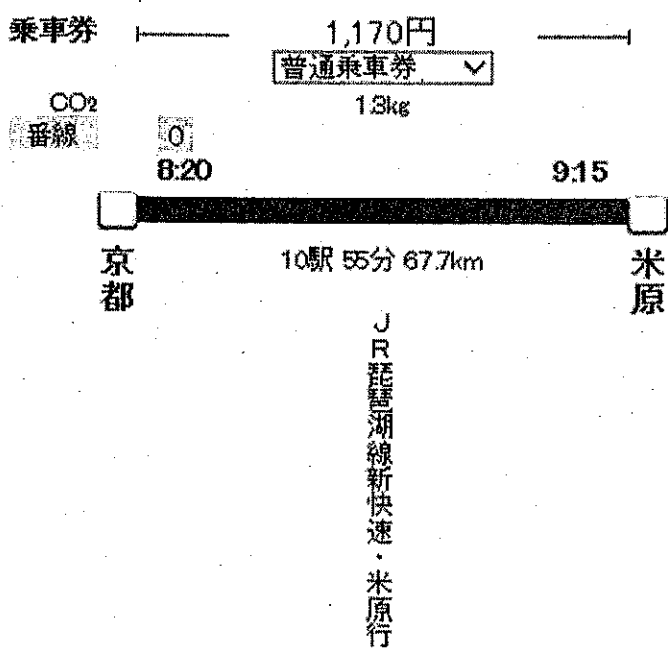 乗車券 1,170円
普通乗車券
CO2 1.3kg
番線 0
8:20 9:15
京都 10駅 55分 67.7km 米原
JR琵琶湖線新快速・米原行